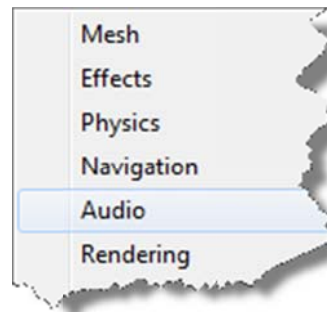 Mesh
Effects
Physics
Navigation
Audio
Rendering